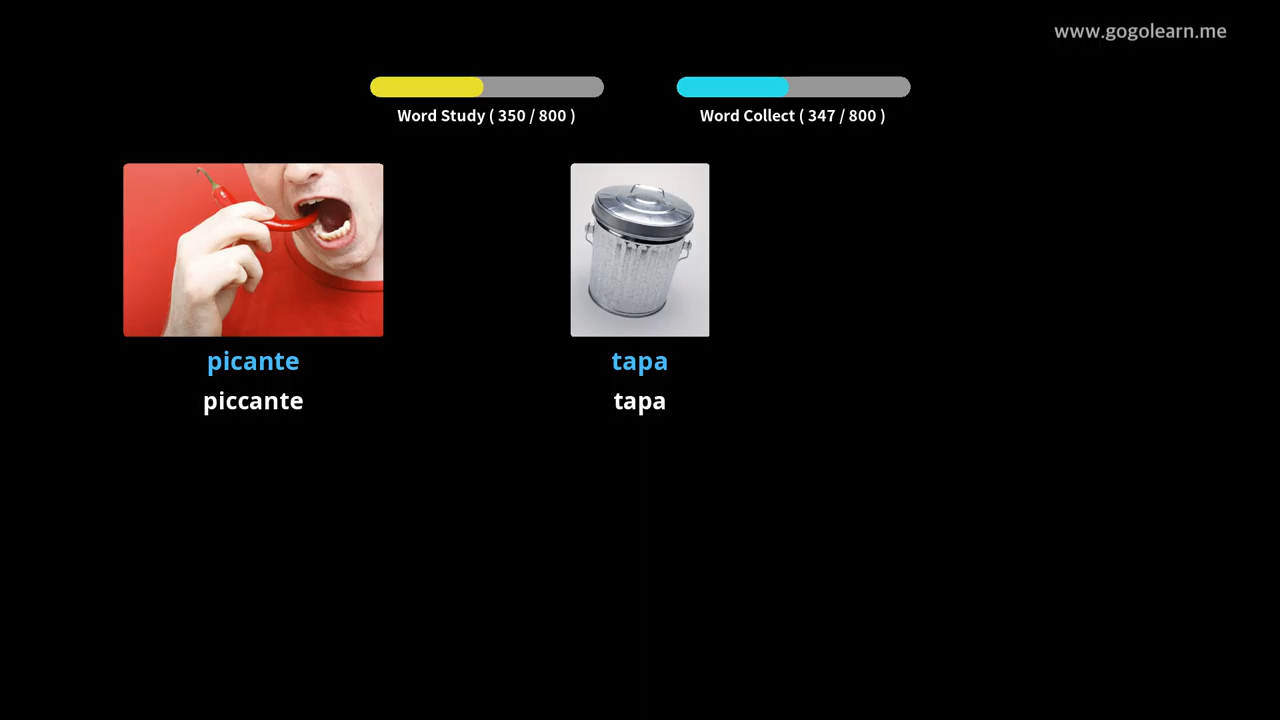 www.gogolearn.me
Word Study ( 350 / 800 )
Word Collect ( 347 / 800 )
picante
piccante
tapa
tapa